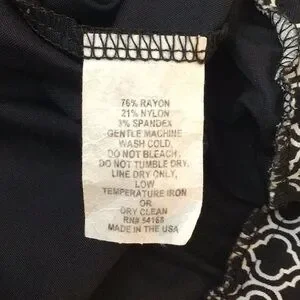 76% RAYON
21% NYLON
3% SPANDEX
GENTLE MACHINE
WASH COLD,
DO NOT BLEACH.
DO NOT TUMBLE DRY.
LINE DRY ONLY,
LOW
TEMPERATURE IRON
OR
DRY CLEAN
RN# 54163
MADE IN THE USA